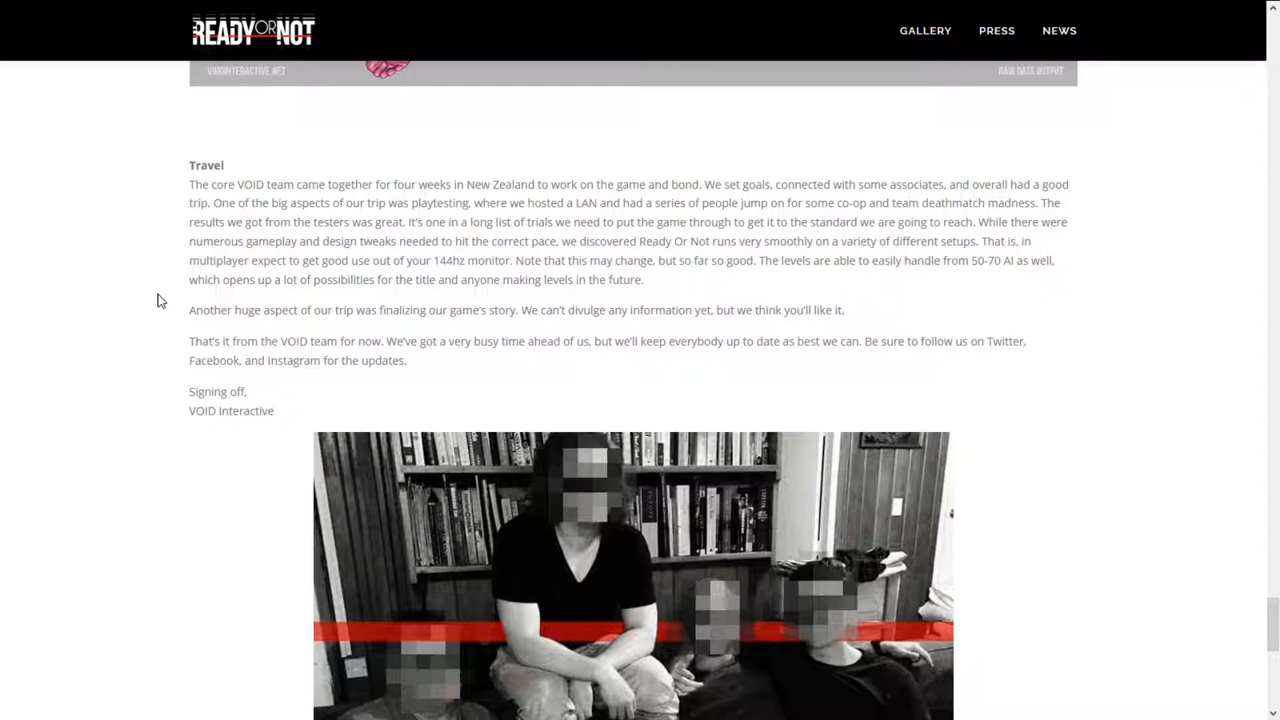 READY OR NOT
GALLERY
PRESS
NEWS
VOIDINTERACTIVE.NET
RAW DATA OUTPUT
Travel
The core VOID team came together for four weeks in New Zealand to work on the game and bond. We set goals, connected with some associates, and overall had a good
trip. One of the big aspects of our trip was playtesting, where we hosted a LAN and had a series of people jump on for some co-op and team deathmatch madness. The
results we got from the testers was great. It's one in a long list of trials we need to put the game through to get it to the standard we are going to reach. While there were
numerous gameplay and design tweaks needed to hit the correct pace, we discovered Ready Or Not runs very smoothly on a variety of different setups. That is, in
multiplayer expect to get good use out of your 144hz monitor. Note that this may change, but so far so good. The levels are able to easily handle from 50-70 AI as well,
which opens up a lot of possibilities for the title and anyone making levels in the future.
Another huge aspect of our trip was finalizing our game's story. We can't divulge any information yet, but we think you'll like it.
That's it from the VOID team for now. We've got a very busy time ahead of us, but we'll keep everybody up to date as best we can. Be sure to follow us on Twitter,
Facebook, and Instagram for the updates.
Signing off,
VOID Interactive